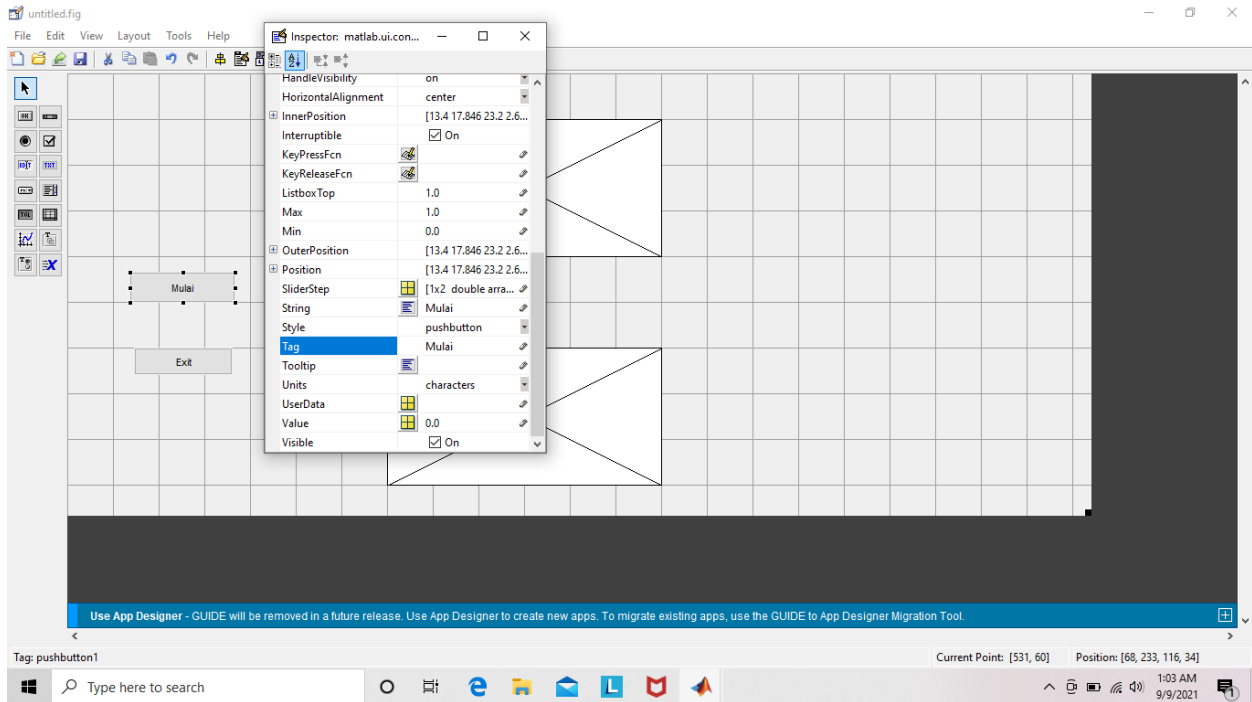 untitled.fig
File Edit View Layout Tools Help
Inspector: matlab.ui.con...
HandleVisibility on
HorizontalAlignment center
InnerPosition [13.4 17.846 23.2 2.6...
Interruptible On
KeyPressFcn
KeyReleaseFcn
ListboxTop 1.0
Max 1.0
Min 0.0
OuterPosition [13.4 17.846 23.2 2.6...
Position [13.4 17.846 23.2 2.6...
SliderStep [1x2 double arra...
String Mulai
Style pushbutton
Tag Mulai
Tooltip
Units characters
UserData
Value 0.0
Visible On
Mulai
Exit
Use App Designer - GUIDE will be removed in a future release. Use App Designer to create new apps. To migrate existing apps, use the GUIDE to App Designer Migration Tool.
Tag: pushbutton1
Current Point: [531, 60] Position: [68, 233, 116, 34]
Type here to search
1:03 AM
9/9/2021